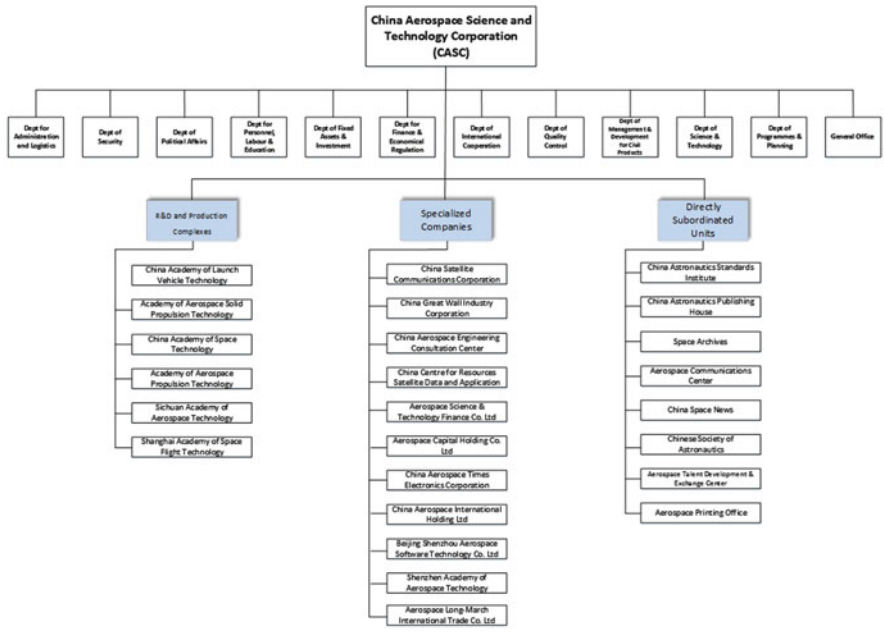 China Aerospace Science and
Technology Corporation
(CASC)
Dept for
Administration
and Logistics
Dept of
Security
Dept of
Political Affairs
Dept for
Personnel,
Labour &
Education
Dept of Fixed
Assets &
Investment
Dept for
Finance &
Economical
Regulation
Dept of
International
Cooperation
Dept of
Quality
Control
Dept of
Management &
Development
for Civil
Products
Dept of
Science &
Technology
Dept of
Programmes &
Planning
General Office
R&D and Production
Complexes
China Academy of Launch
Vehicle Technology
Academy of Aerospace Solid
Propulsion Technology
China Academy of Space
Technology
Academy of Aerospace
Propulsion Technology
Sichuan Academy of
Aerospace Technology
Shanghai Academy of Space
Flight Technology
Specialized
Companies
China Satellite
Communications Corporation
China Great Wall Industry
Corporation
China Aerospace Engineering
Consultation Center
China Centre for Resources
Satellite Data and Application
Aerospace Science &
Technology Finance Co. Ltd
Aerospace Capital Holding Co.
Ltd
China Aerospace Times
Electronics Corporation
China Aerospace International
Holding Ltd
Beijing Shenzhou Aerospace
Software Technology Co. Ltd
Shenzhen Academy of
Aerospace Technology
Aerospace Long-March
International Trade Co. Ltd
Directly
Subordinated
Units
China Astronautics Standards
Institute
China Astronautics Publishing
House
Space Archives
Aerospace Communications
Center
China Space News
Chinese Society of
Astronautics
Aerospace Talent Development &
Exchange Center
Aerospace Printing Office